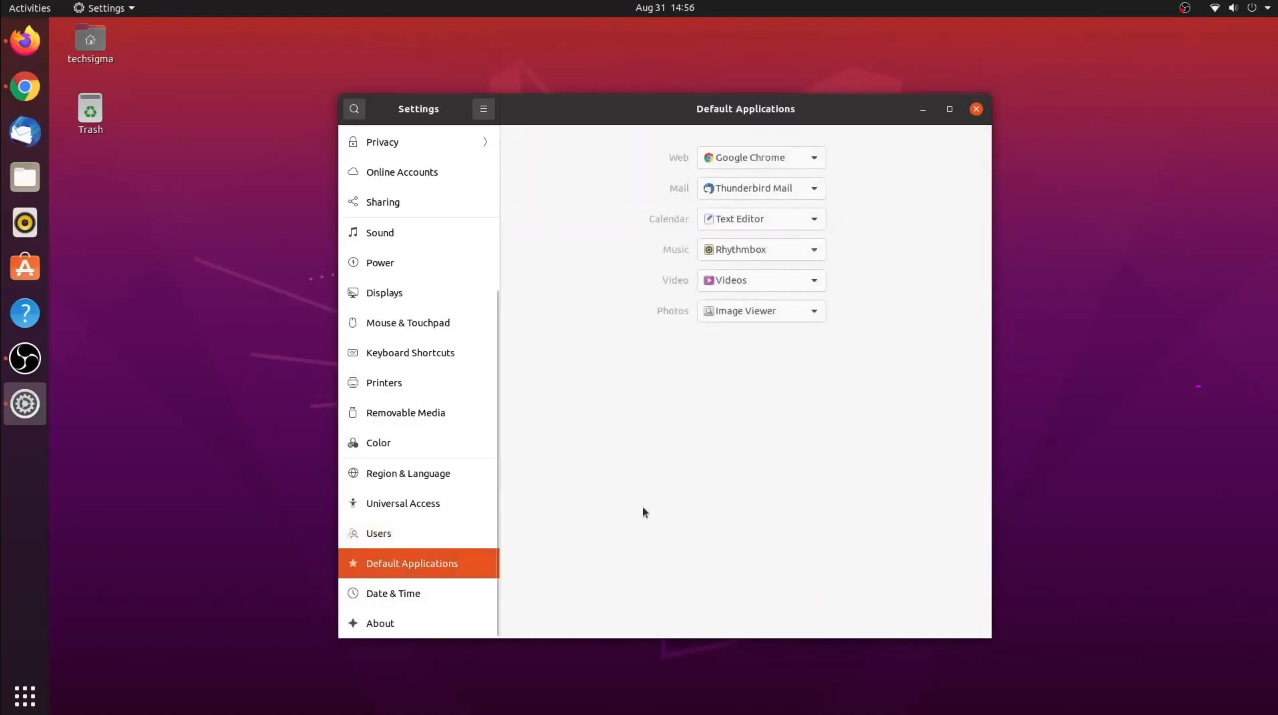 Activities
Settings
Aug 31 14:56
techsigma
Trash
Settings
Default Applications
Privacy
Online Accounts
Sharing
Sound
Power
Displays
Mouse & Touchpad
Keyboard Shortcuts
Printers
Removable Media
Color
Region & Language
Universal Access
Users
Default Applications
Date & Time
About
Web Google Chrome
Mail Thunderbird Mail
Calendar Text Editor
Music Rhythmbox
Video Videos
Photos Image Viewer